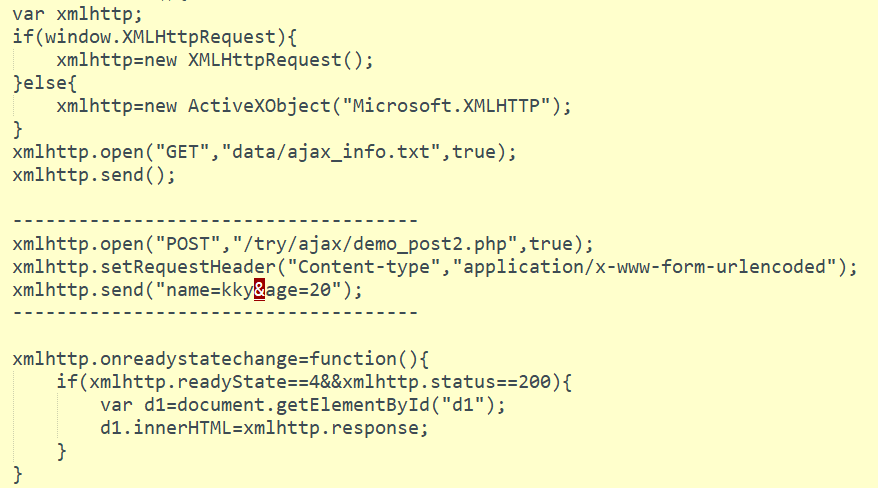 var xmlhttp;
if(window.XMLHttpRequest){
    xmlhttp=new XMLHttpRequest();
}else{
    xmlhttp=new ActiveXObject("Microsoft.XMLHTTP");
}
xmlhttp.open("GET","data/ajax_info.txt",true);
xmlhttp.send();

-------------------------------------
xmlhttp.open("POST","/try/ajax/demo_post2.php",true);
xmlhttp.setRequestHeader("Content-type","application/x-www-form-urlencoded");
xmlhttp.send("name=kky&age=20");
-------------------------------------

xmlhttp.onreadystatechange=function(){
    if(xmlhttp.readyState==4&&xmlhttp.status==200){
        var d1=document.getElementById("d1");
        d1.innerHTML=xmlhttp.response;
    }
}